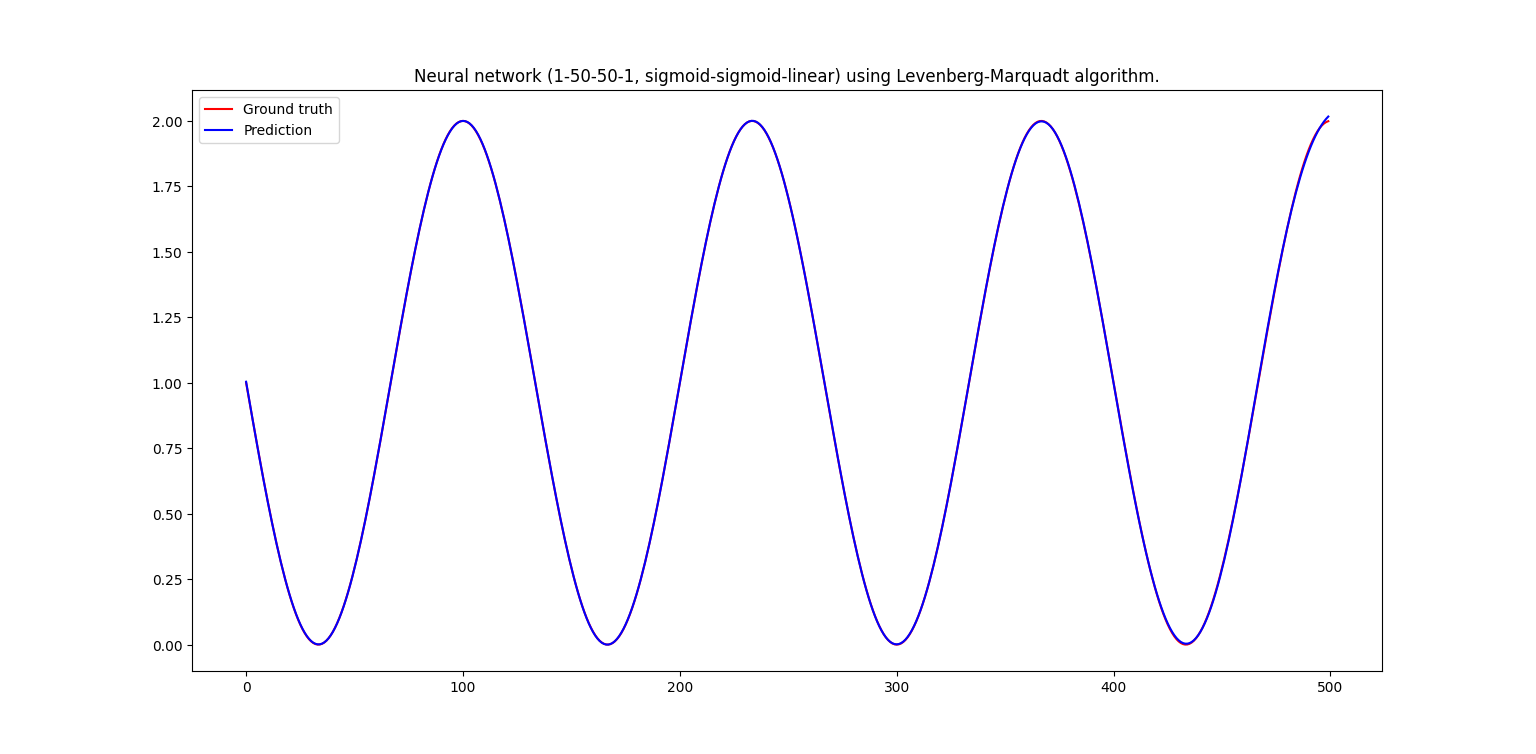 Neural network (1-50-50-1, sigmoid-sigmoid-linear) using Levenberg-Marquadt algorithm.
Ground truth
Prediction
2.00
1.75
1.50
1.25
1.00
0.75
0.50
0.25
0.00
0 100 200 300 400 500